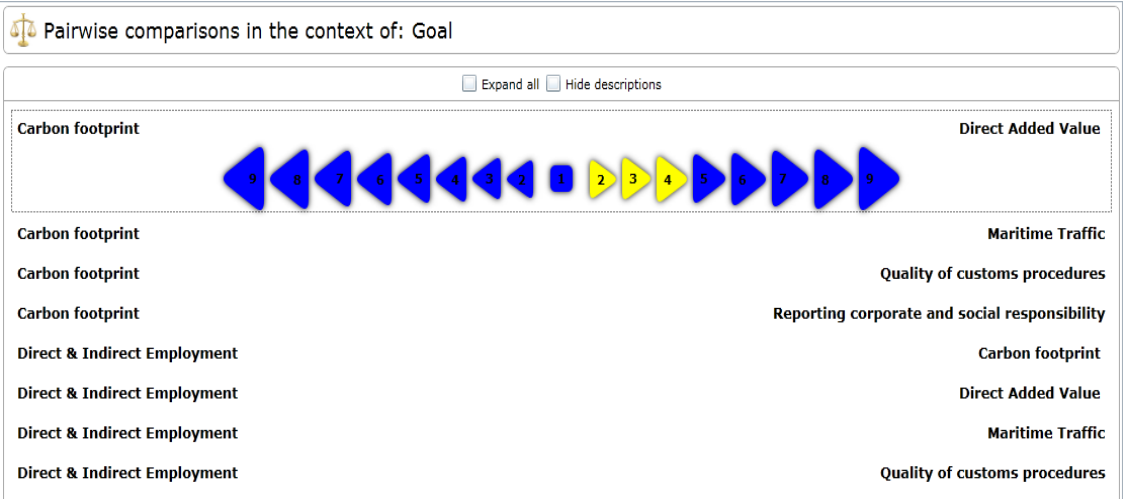 Pairwise comparisons in the context of: Goal
Expand all Hide descriptions
Carbon footprint Direct Added Value
9 8 7 6 5 4 3 2 1 2 3 4 5 6 7 8 9
Carbon footprint Maritime Traffic
Carbon footprint Quality of customs procedures
Carbon footprint Reporting corporate and social responsibility
Direct & Indirect Employment Carbon footprint
Direct & Indirect Employment Direct Added Value
Direct & Indirect Employment Maritime Traffic
Direct & Indirect Employment Quality of customs procedures